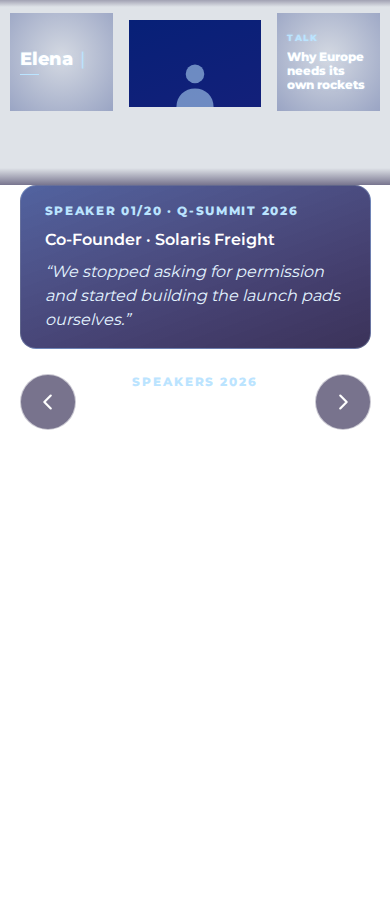 Elena
TALK
Why Europe
needs its
own rockets
SPEAKER 01/20 · Q-SUMMIT 2026
Co-Founder · Solaris Freight
“We stopped asking for permission
and started building the launch pads
ourselves.”
SPEAKERS 2026